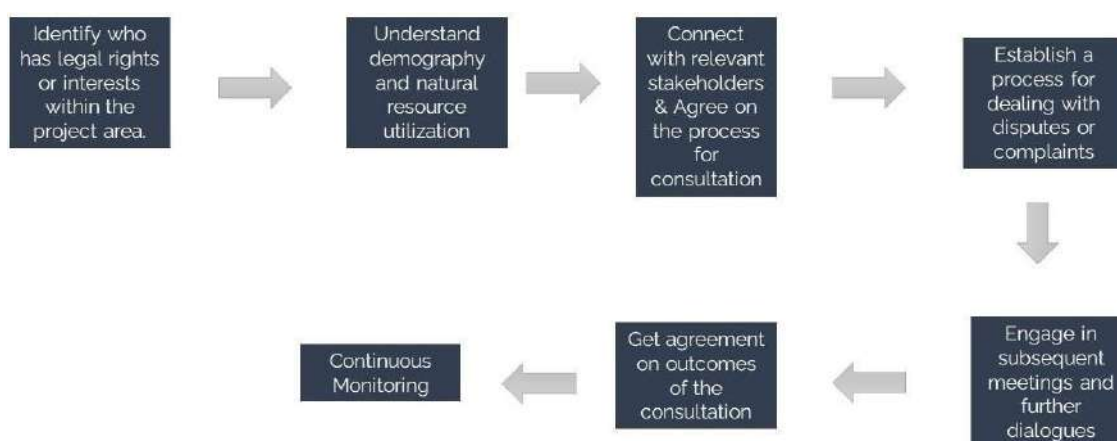 Identify who
has legal rights
or interests
within the
project area.
Understand
demography
and natural
resource
utilization
Connect
with relevant
stakeholders
& Agree on
the process
for
consultation
Establish a
process for
dealing with
disputes or
complaints
Engage in
subsequent
meetings and
further
dialogues
Get agreement
on outcomes
of the
consultation
Continuous
Monitoring